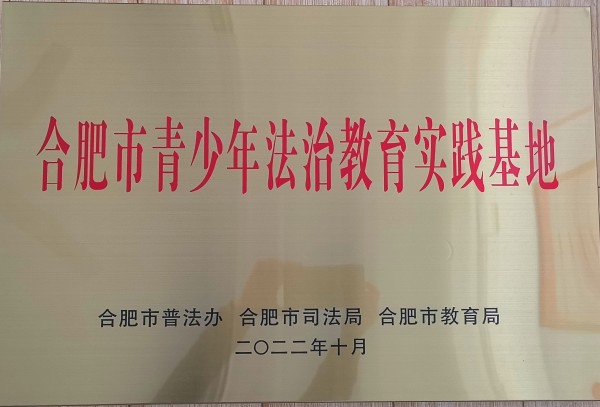 合肥市青少年法治教育实践基地
合肥市普法办 合肥市司法局 合肥市教育局
二〇二二年十月